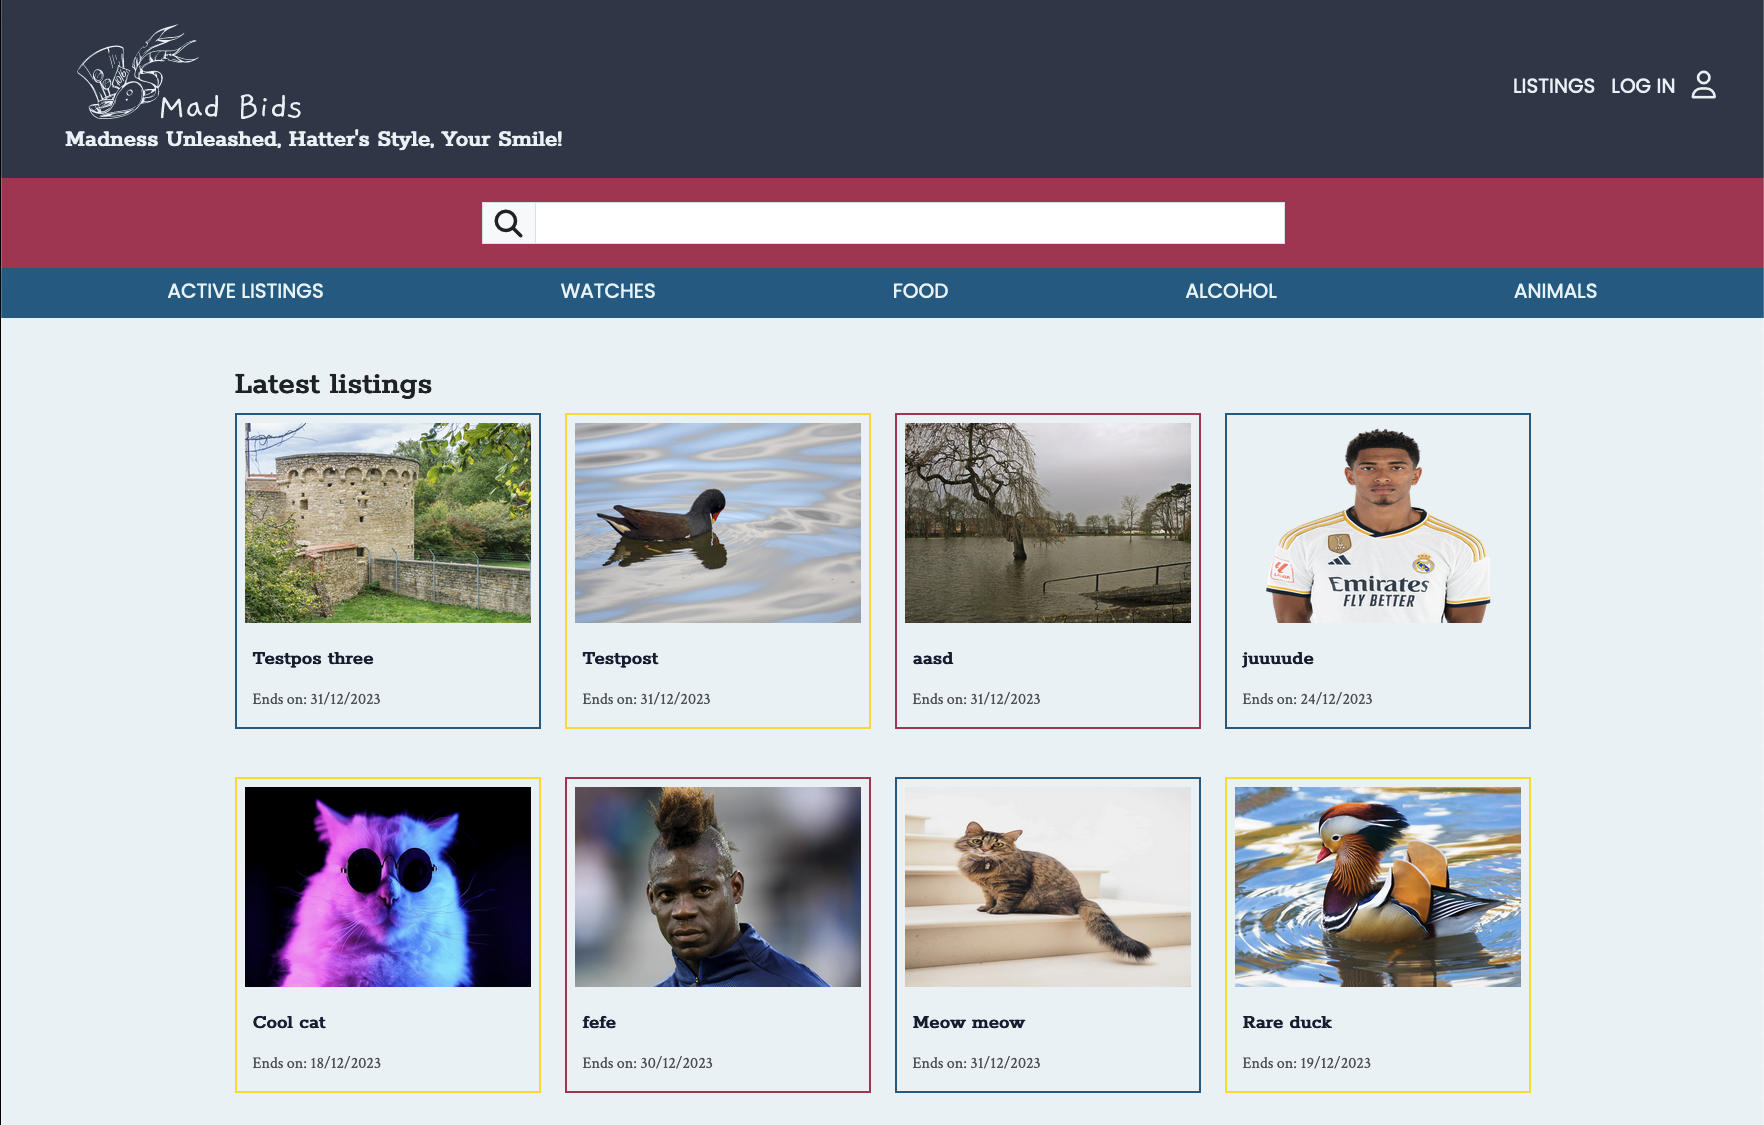 Mad Bids
Madness Unleashed, Hatter's Style, Your Smile!
LISTINGS LOG IN
ACTIVE LISTINGS WATCHES FOOD ALCOHOL ANIMALS
Latest listings
Emirates
FLY BETTER
Testpos three
Ends on: 31/12/2023
Testpost
Ends on: 31/12/2023
aasd
Ends on: 31/12/2023
juuuude
Ends on: 24/12/2023
Cool cat
Ends on: 18/12/2023
fefe
Ends on: 30/12/2023
Meow meow
Ends on: 31/12/2023
Rare duck
Ends on: 19/12/2023